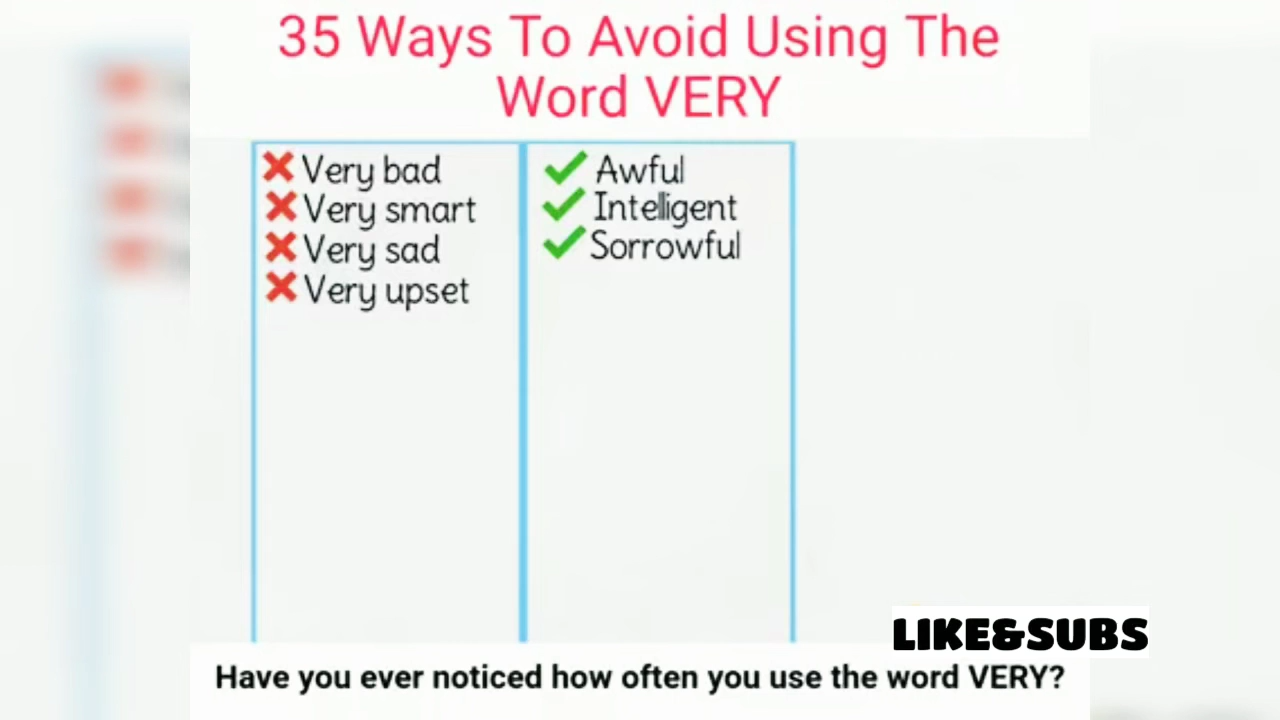 35 Ways To Avoid Using The
Word VERY
Very bad
Very smart
Very sad
Very upset
Awful
Intelligent
Sorrowful
LIKE&SUBS
Have you ever noticed how often you use the word VERY?